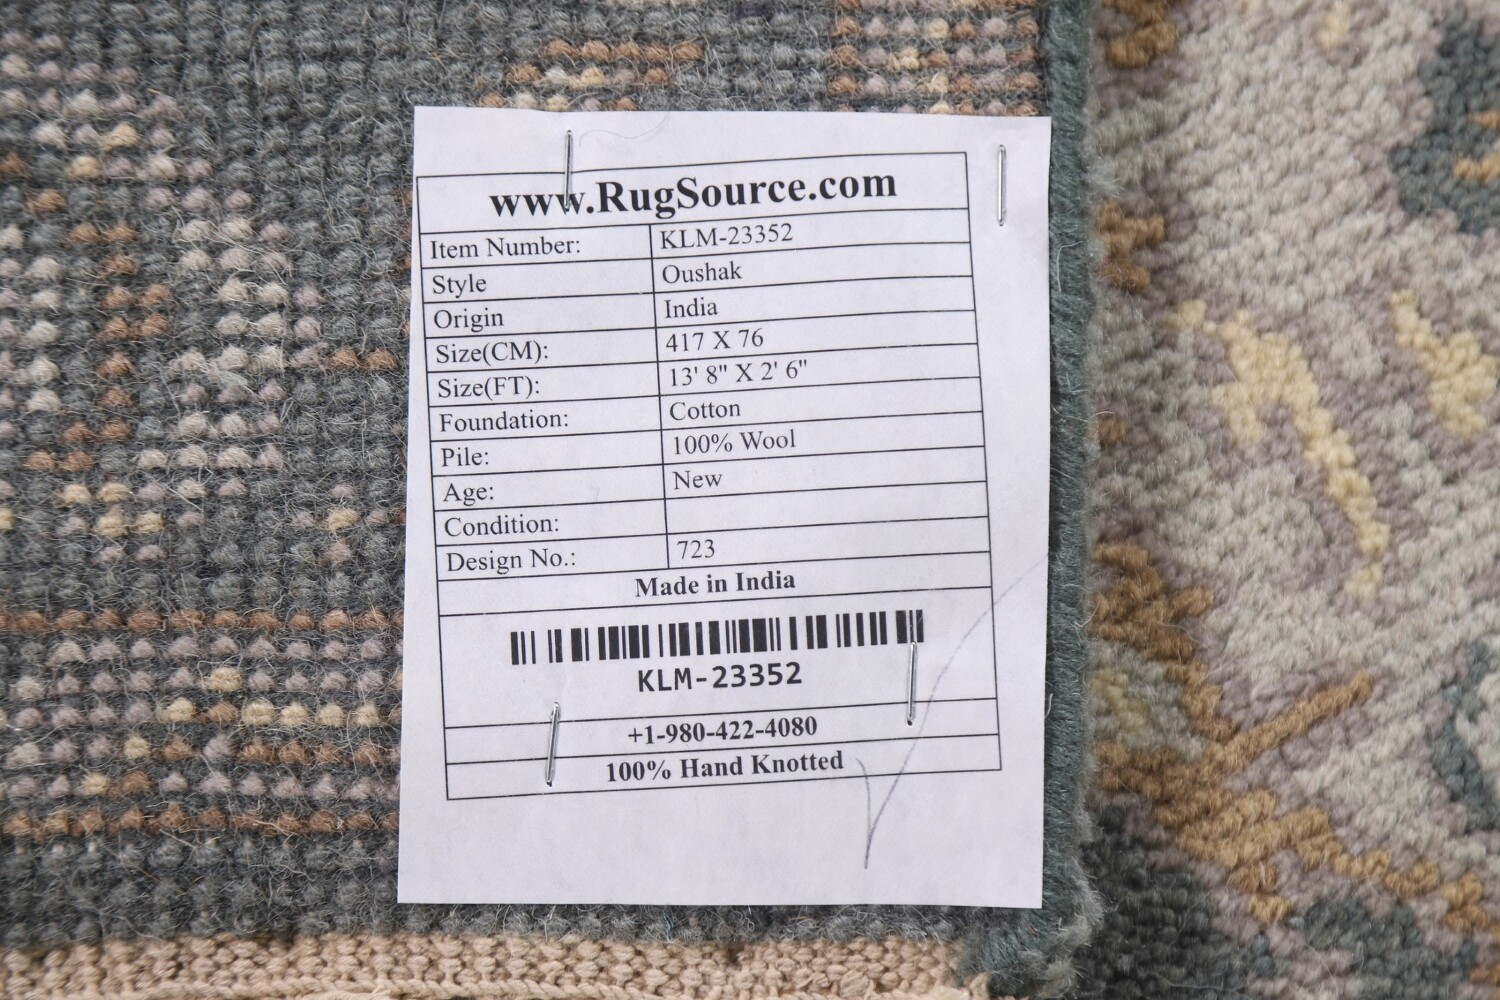 www.RugSource.com
Item Number: KLM-23352
Style Oushak
Origin India
Size(CM): 417 X 76
Size(FT): 13' 8" X 2' 6"
Foundation: Cotton
Pile: 100% Wool
Age: New
Condition:
Design No.: 723
Made in India
KLM-23352
+1-980-422-4080
100% Hand Knotted